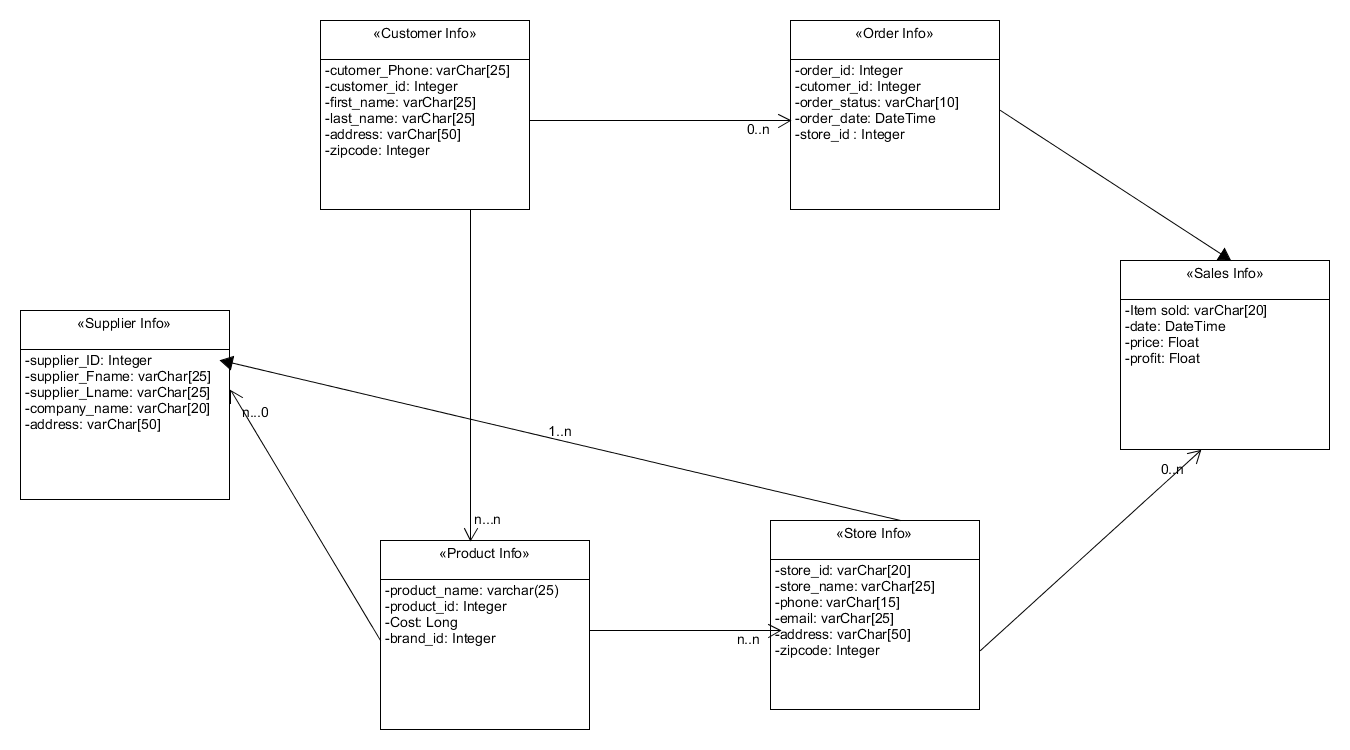 «Customer Info»
-cutomer_Phone: varChar[25]
-customer_id: Integer
-first_name: varChar[25]
-last_name: varChar[25]
-address: varChar[50]
-zipcode: Integer
0..n
«Order Info»
-order_id: Integer
-cutomer_id: Integer
-order_status: varChar[10]
-order_date: DateTime
-store_id : Integer
«Sales Info»
-Item sold: varChar[20]
-date: DateTime
-price: Float
-profit: Float
«Supplier Info»
-supplier_ID: Integer
-supplier_Fname: varChar[25]
-supplier_Lname: varChar[25]
-company_name: varChar[20]
-address: varChar[50]
n...0
1..n
0..n
n...n
«Product Info»
-product_name: varchar(25)
-product_id: Integer
-Cost: Long
-brand_id: Integer
n..n
«Store Info»
-store_id: varChar[20]
-store_name: varChar[25]
-phone: varChar[15]
-email: varChar[25]
-address: varChar[50]
-zipcode: Integer